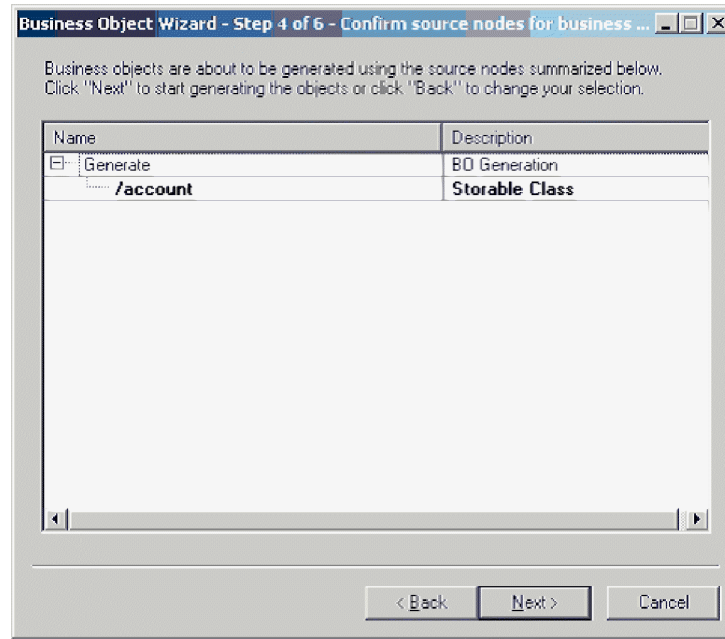 Business Object Wizard - Step 4 of 6 - Confirm source nodes for business ...
Business objects are about to be generated using the source nodes summarized below.
Click "Next" to start generating the objects or click "Back" to change your selection.
Name Description
Generate BO Generation
/account Storable Class
< Back Next > Cancel